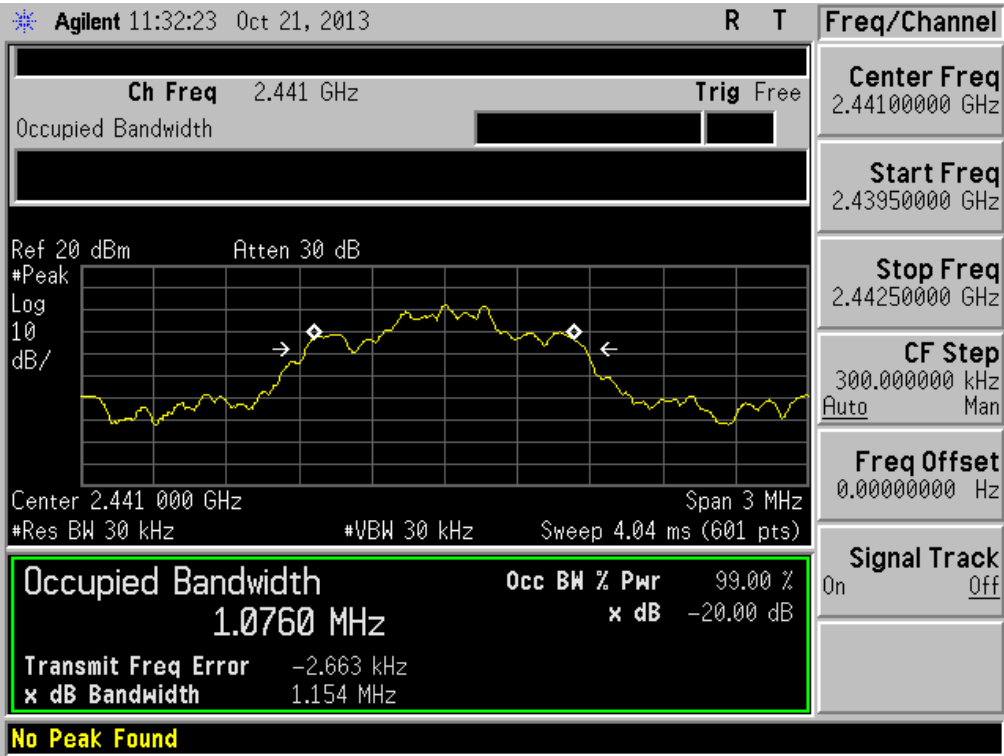 Agilent 11:32:23 Oct 21, 2013 R T
Freq/Channel
Ch Freq 2.441 GHz Trig Free
Occupied Bandwidth
Center Freq
2.44100000 GHz
Start Freq
2.43950000 GHz
Stop Freq
2.44250000 GHz
CF Step
300.000000 kHz
Auto Man
Freq Offset
0.00000000 Hz
Signal Track
On Off
Ref 20 dBm Atten 30 dB
#Peak
Log
10
dB/
Center 2.441 000 GHz Span 3 MHz
#Res BW 30 kHz #VBW 30 kHz Sweep 4.04 ms (601 pts)
Occupied Bandwidth
1.0760 MHz
Occ BW % Pwr 99.00 %
x dB -20.00 dB
Transmit Freq Error -2.663 kHz
x dB Bandwidth 1.154 MHz
No Peak Found